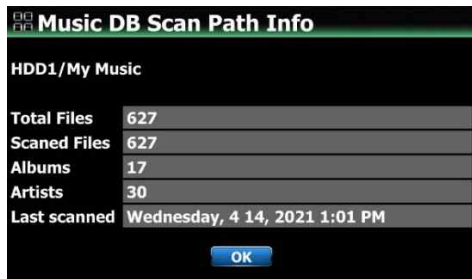 Music DB Scan Path Info
HDD1/My Music
Total Files 627
Scaned Files 627
Albums 17
Artists 30
Last scanned Wednesday, 4 14, 2021 1:01 PM
OK